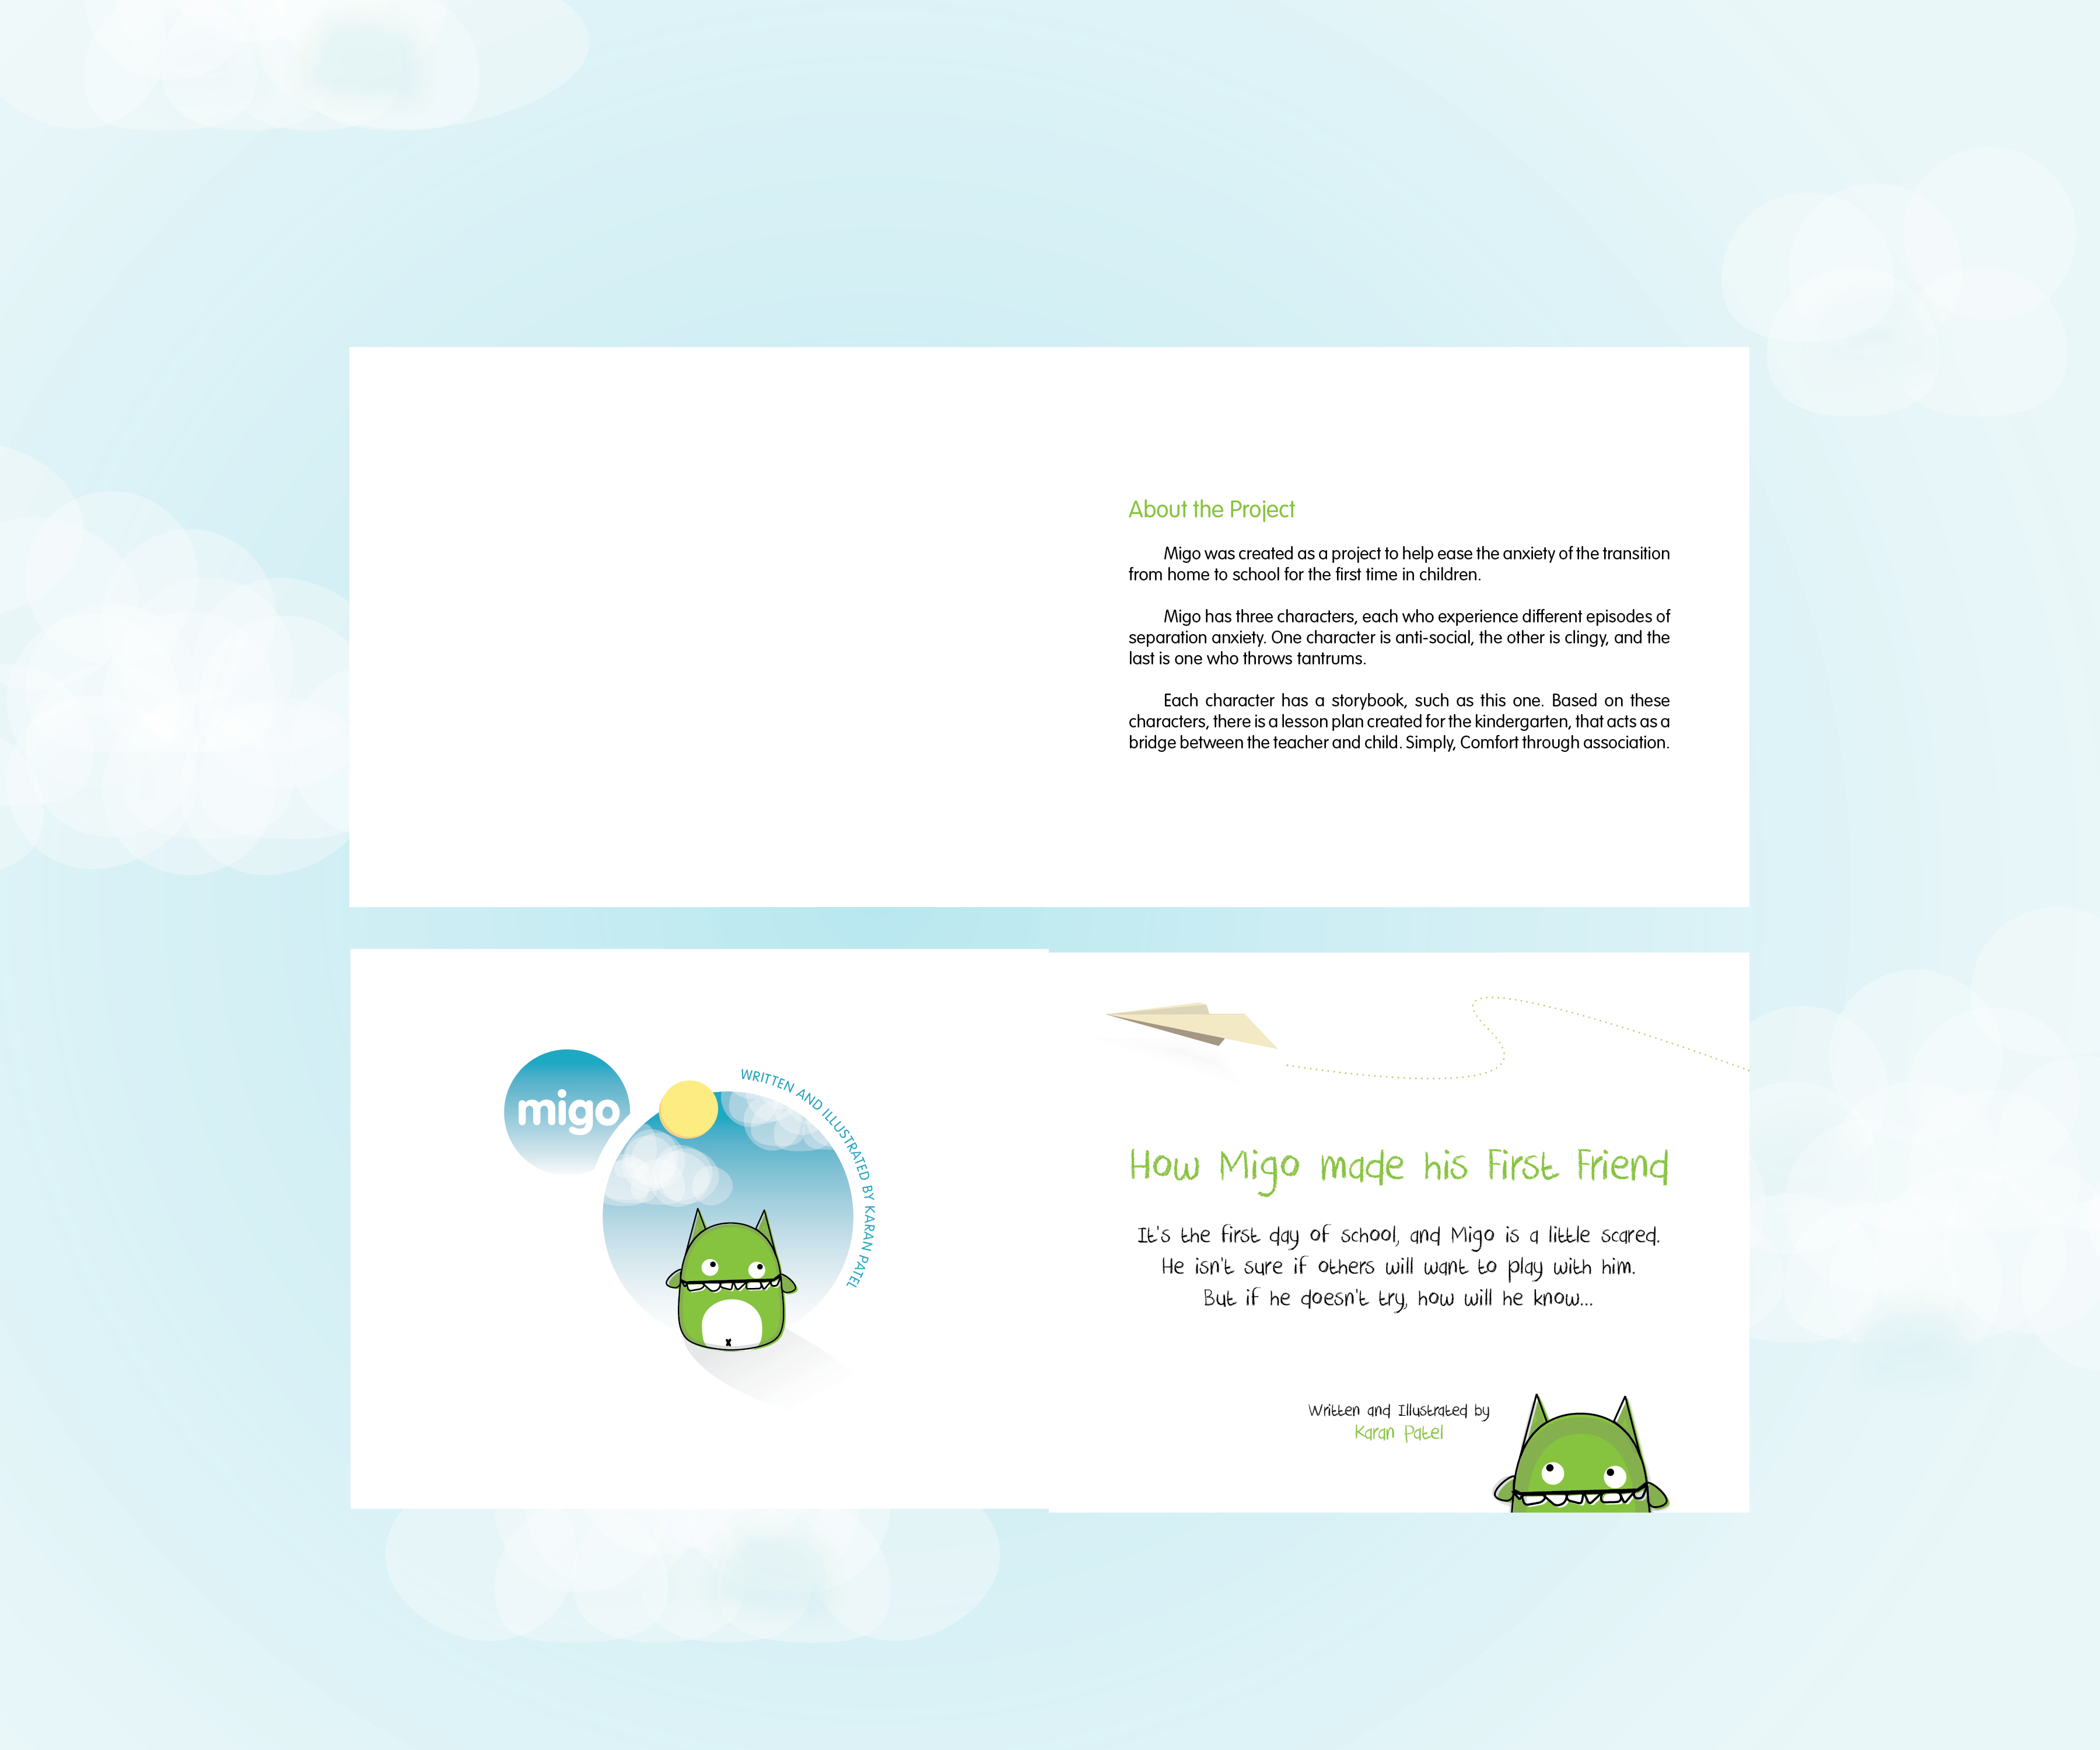 About the Project
Migo was created as a project to help ease the anxiety of the transition
from home to school for the first time in children.
Migo has three characters, each who experience different episodes of
separation anxiety. One character is anti-social, the other is clingy, and the
last is one who throws tantrums.
Each character has a storybook, such as this one. Based on these
characters, there is a lesson plan created for the kindergarten, that acts as a
bridge between the teacher and child. Simply, Comfort through association.
migo
WRITTEN AND ILLUSTRATED BY KARAN PATEL
How Migo made his First Friend
It's the first day of school, and Migo is a little scared.
He isn't sure if others will want to play with him.
But if he doesn't try, how will he know...
Written and Illustrated by
Karan Patel